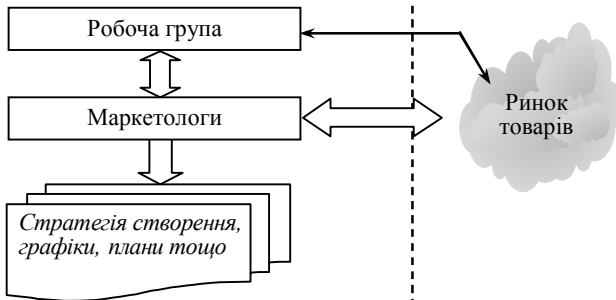 Робоча група
Маркетологи
Ринок
товарів
Стратегія створення,
графіки, плани тощо